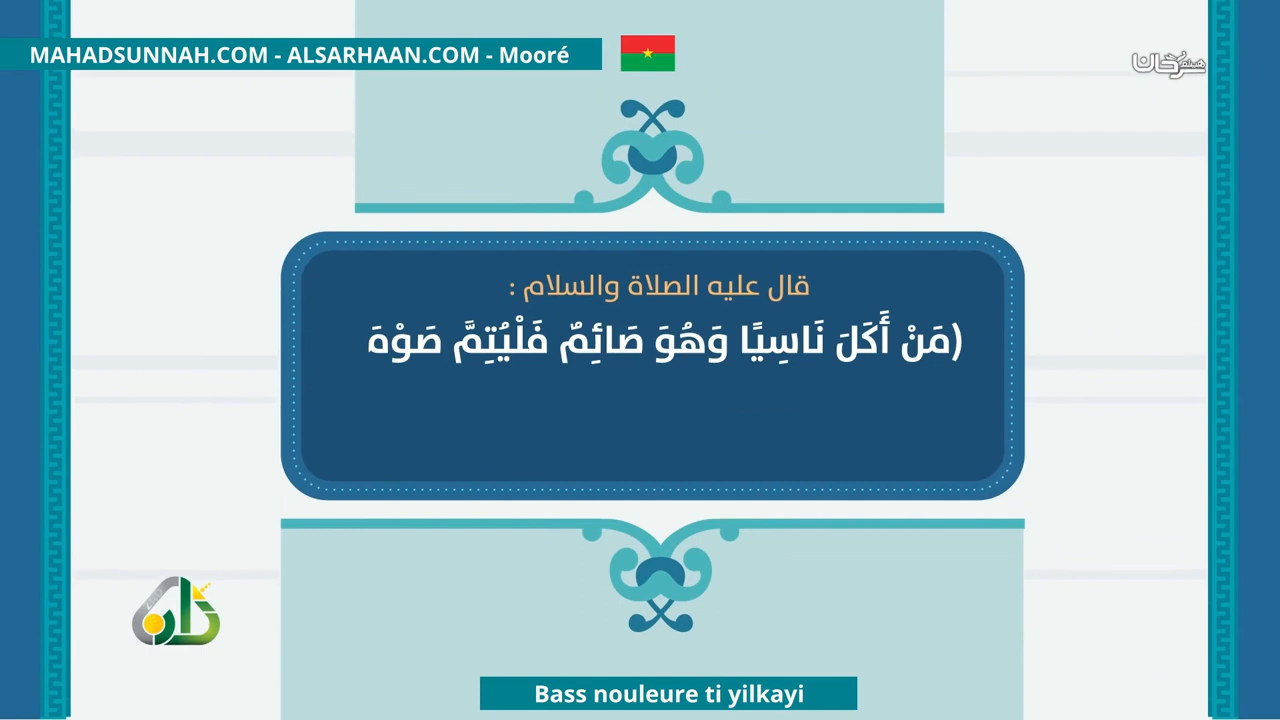 MAHADSUNNAH.COM - ALSARHAAN.COM - Mooré
قال عليه الصلاة والسلام :
(مَنْ أَكَلَ نَاسِيًا وَهُوَ صَائِمٌ فَلْيُتِمَّ صَوْمَهُ
Bass nouleure ti yilkayi